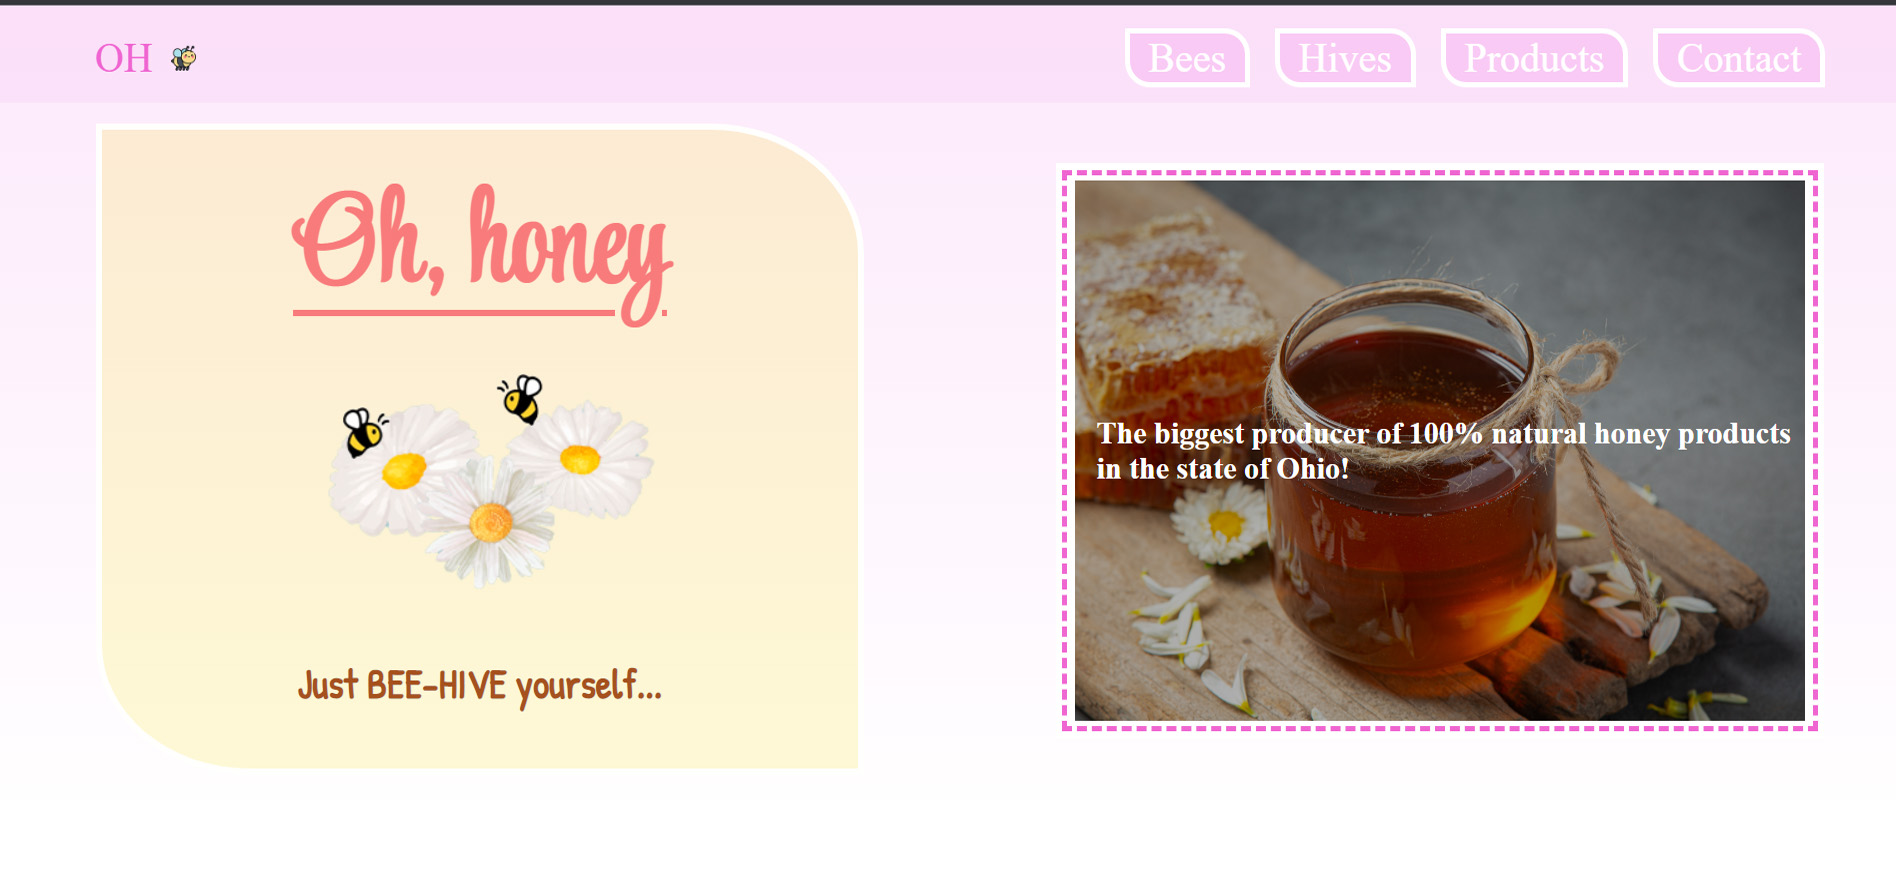 OH
Bees Hives Products Contact
Oh, honey
Just BEE-HIVE yourself...
The biggest producer of 100% natural honey products
in the state of Ohio!